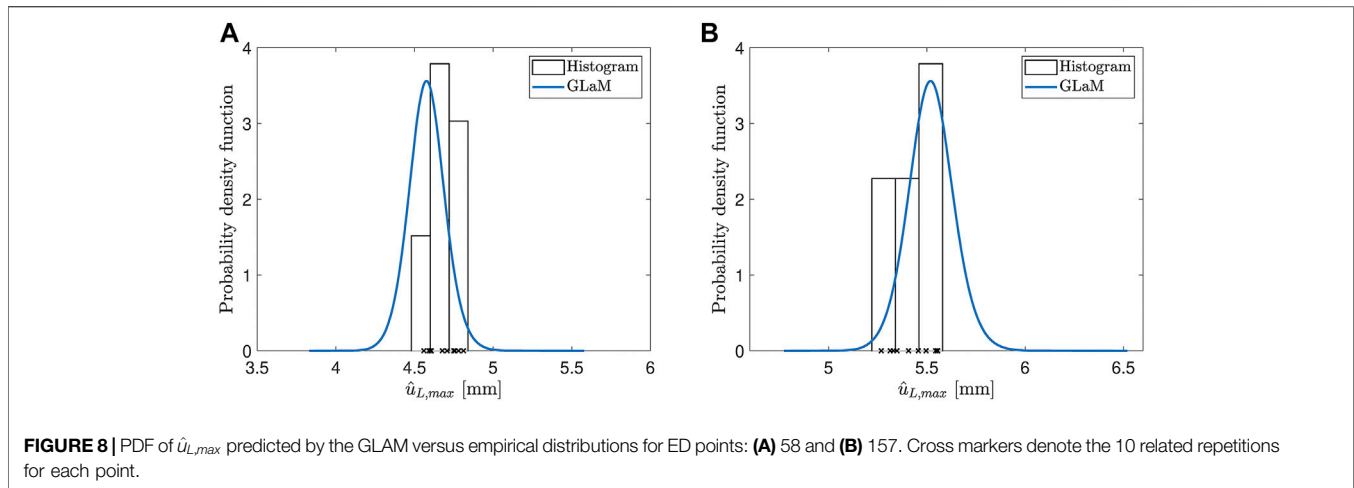 A
B
4
3
2
1
0
Probability density function
Histogram
GLaM
3.5 4 4.5 5 5.5 6
û_{L,max} [mm]
4
3
2
1
0
Probability density function
Histogram
GLaM
5 5.5 6 6.5
û_{L,max} [mm]
FIGURE 8 | PDF of û_{L,max} predicted by the GLAM versus empirical distributions for ED points: (A) 58 and (B) 157. Cross markers denote the 10 related repetitions
for each point.